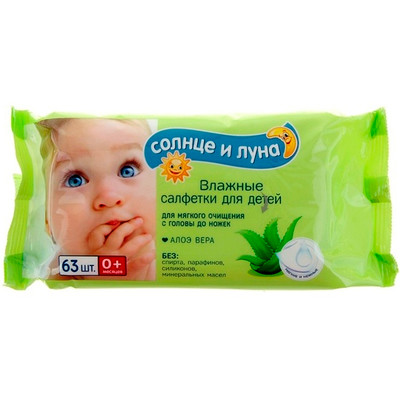 солнце и луна
Влажные
салфетки для детей
для мягкого очищения
с головы до ножек
♥ АЛОЭ ВЕРА
БЕЗ:
спирта, парафинов,
силиконов,
минеральных масел
63 шт.
0+
месяцев